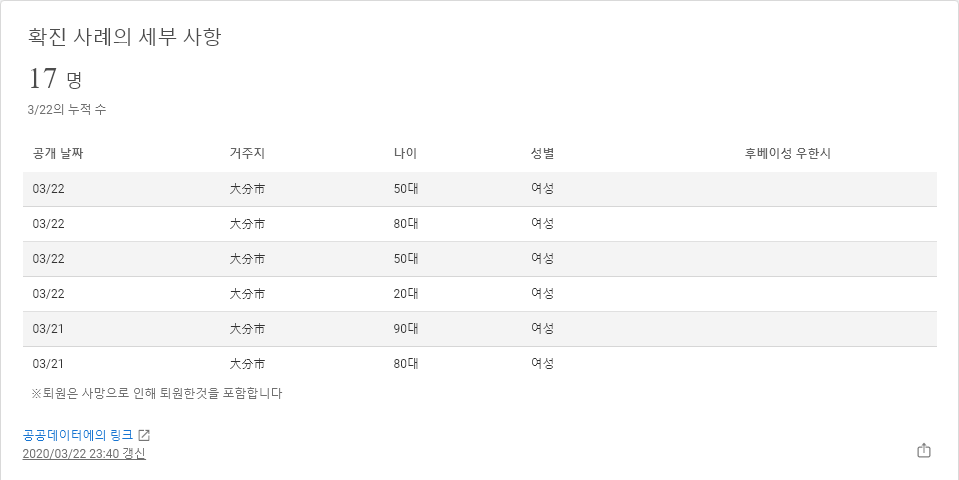 확진 사례의 세부 사항
17 명
3/22의 누적 수
공개 날짜 거주지 나이 성별 후베이성 우한시
03/22 大分市 50대 여성
03/22 大分市 80대 여성
03/22 大分市 50대 여성
03/22 大分市 20대 여성
03/21 大分市 90대 여성
03/21 大分市 80대 여성
※퇴원은 사망으로 인해 퇴원한것을 포함합니다
공공데이터에의 링크
2020/03/22 23:40 갱신